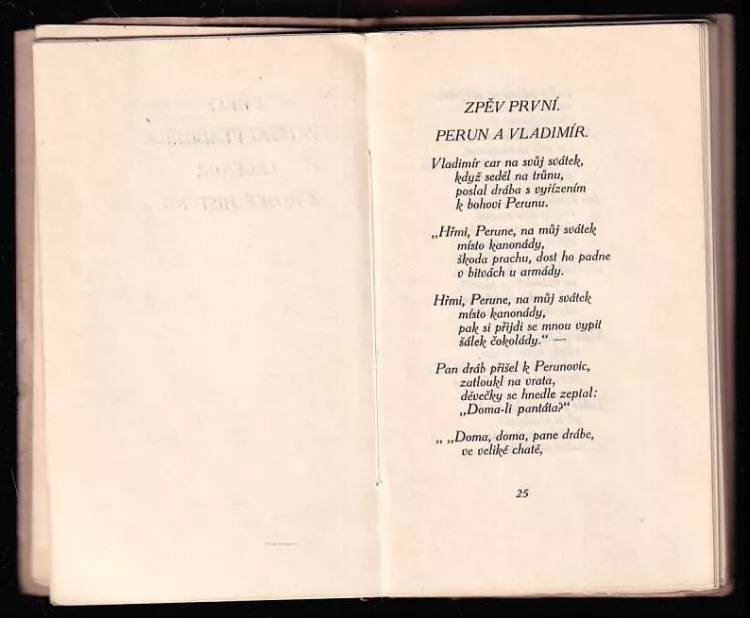 ZPĚV PRVNÍ.
PERUN A VLADIMÍR.
Vladimír car na svůj svátek,
když seděl na trůnu,
poslal drába s vyřízením
k bohovi Perunu.
„Hřmi, Perune, na můj svátek
místo kanonády,
škoda prachu, dost ho padne
v bitvách u armády.
Hřmi, Perune, na můj svátek
místo kanonády,
pak si přijdi se mnou vypit
šálek čokolády.“ —
Pan dráb přišel k Perunovic,
zatloukl na vrata,
děvečky se hnedle zeptal:
„Doma-li pantáta?“
„ „Doma, doma, pane drábe,
ve veliké chatě,
25